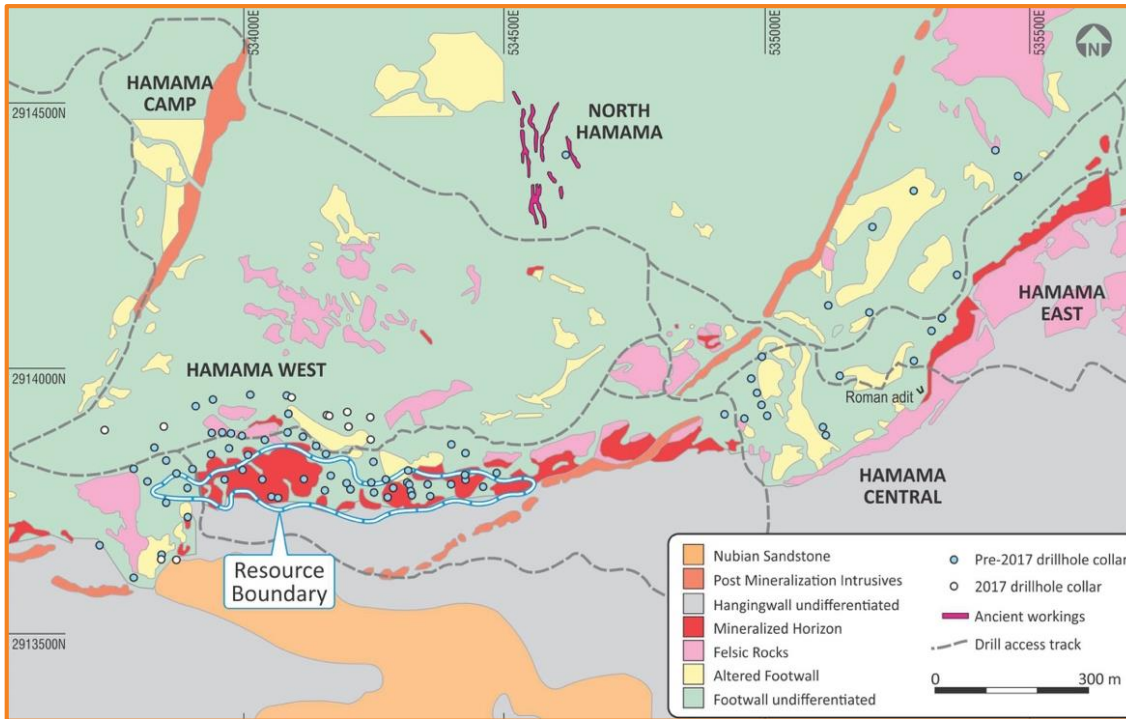 534000E
534500E
535000E
535500E
N
HAMAMA
CAMP
2914500N
NORTH
HAMAMA
HAMAMA
EAST
HAMAMA WEST
2914000N
Roman adit
HAMAMA
CENTRAL
Resource
Boundary
2913500N
Nubian Sandstone
Post Mineralization Intrusives
Hangingwall undifferentiated
Mineralized Horizon
Felsic Rocks
Altered Footwall
Footwall undifferentiated
Pre-2017 drillhole collar
2017 drillhole collar
Ancient workings
Drill access track
0 300 m